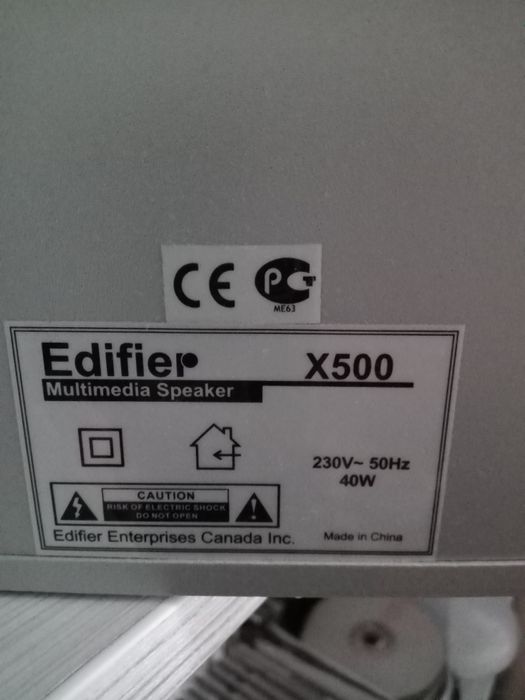 CE PCT
ME63
Edifier X500
Multimedia Speaker
230V~ 50Hz
40W
CAUTION
RISK OF ELECTRIC SHOCK
DO NOT OPEN
Edifier Enterprises Canada Inc. Made in China